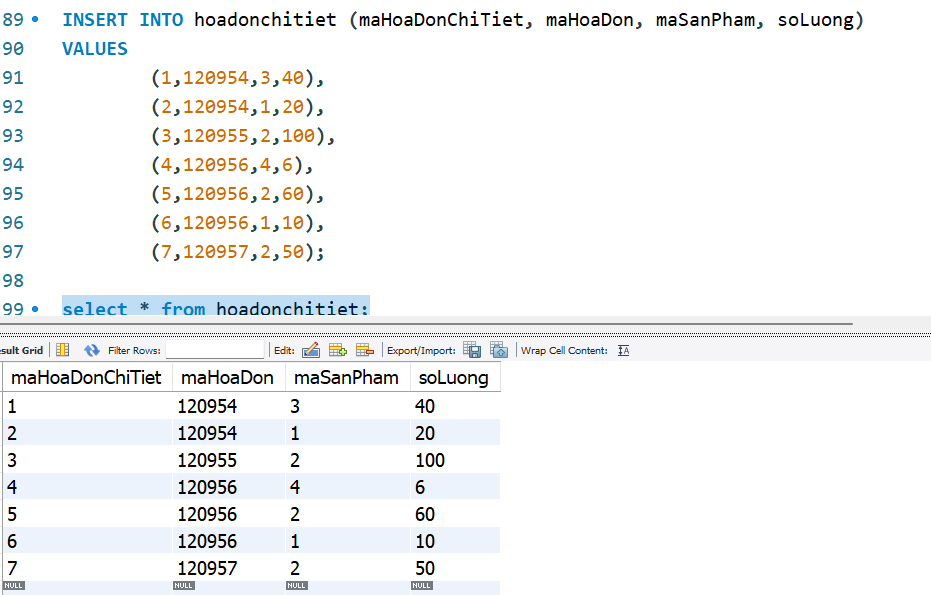 89 INSERT INTO hoadonchitiet (maHoaDonChiTiet, maHoaDon, maSanPham, soLuong)
90 VALUES
91 (1,120954,3,40),
92 (2,120954,1,20),
93 (3,120955,2,100),
94 (4,120956,4,6),
95 (5,120956,2,60),
96 (6,120956,1,10),
97 (7,120957,2,50);
98
99 select * from hoadonchitiet;
sult Grid Filter Rows: Edit: Export/Import: Wrap Cell Content: IA
maHoaDonChiTiet maHoaDon maSanPham soLuong
1 120954 3 40
2 120954 1 20
3 120955 2 100
4 120956 4 6
5 120956 2 60
6 120956 1 10
7 120957 2 50
NULL NULL NULL NULL